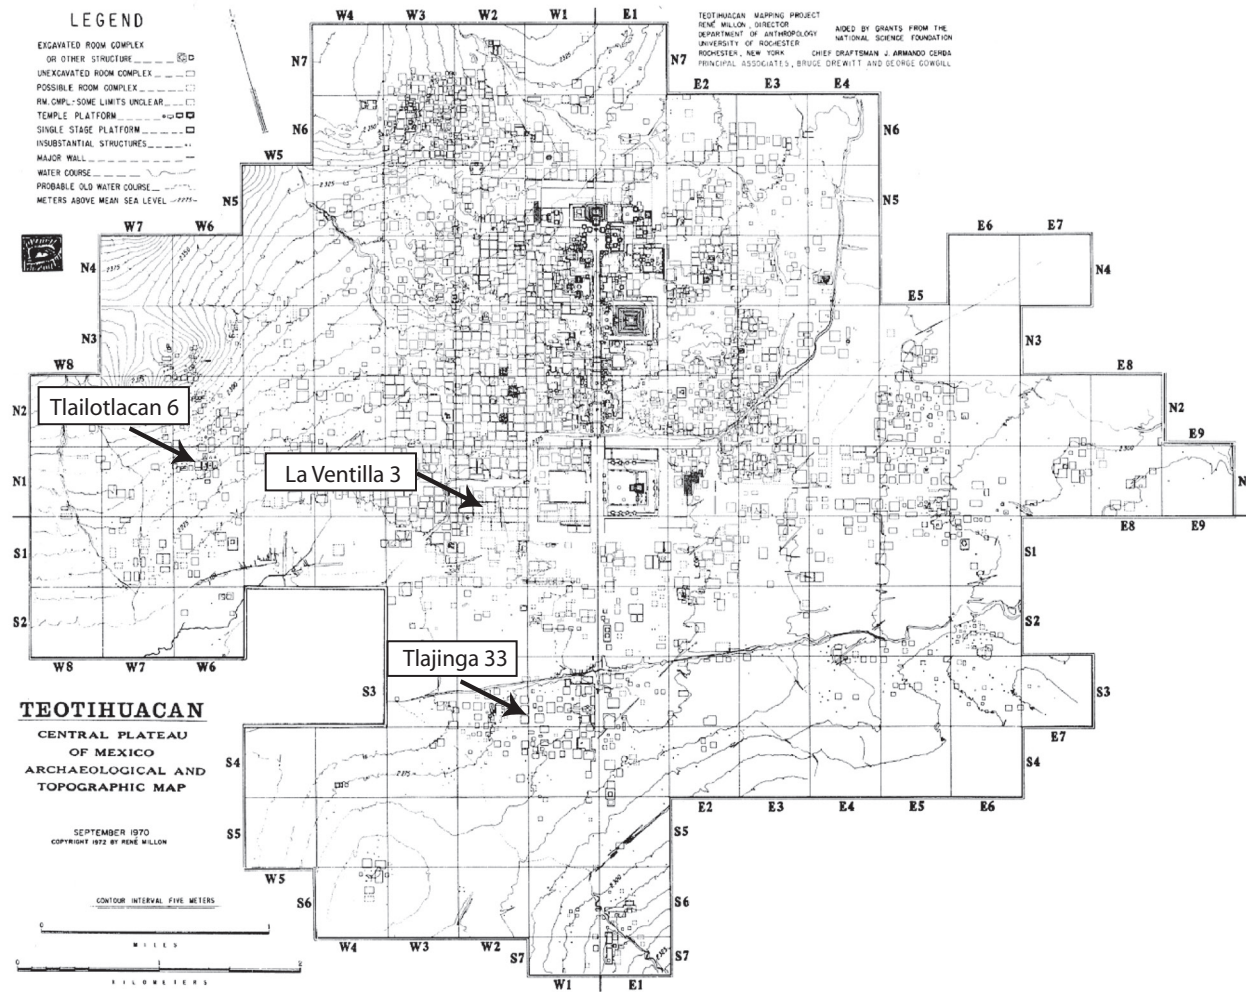 LEGEND
EXCAVATED ROOM COMPLEX
OR OTHER STRUCTURE
UNEXCAVATED ROOM COMPLEX
POSSIBLE ROOM COMPLEX
RM. CMPL.- SOME LIMITS UNCLEAR
TEMPLE PLATFORM
SINGLE STAGE PLATFORM
INSUBSTANTIAL STRUCTURES
MAJOR WALL
WATER COURSE
PROBABLE OLD WATER COURSE
METERS ABOVE MEAN SEA LEVEL 2275
TEOTIHUACAN MAPPING PROJECT
RENÉ MILLON, DIRECTOR
DEPARTMENT OF ANTHROPOLOGY
UNIVERSITY OF ROCHESTER
ROCHESTER, NEW YORK
AIDED BY GRANTS FROM THE
NATIONAL SCIENCE FOUNDATION
CHIEF DRAFTSMAN J. ARMANDO CERDA
PRINCIPAL ASSOCIATES, BRUCE DREWITT AND GEORGE COWGILL
W4 W3 W2 W1 E1
N7 N7
E2 E3 E4
N6 N6
W5
N5 N5
W7 W6
E6 E7
N4 N4
E5
N3 N3
W8
E8
N2 N2
E9
Tlailotlacan 6
La Ventilla 3
N1 N
E8 E9
S1 S1
S2 S2
W8 W7 W6
Tlajinga 33
S3 S3
E7
S4 S4
E2 E3 E4 E5 E6
S5 S5
W5
S6 S6
W4 W3 W2
S7 S7
W1 E1
TEOTIHUACAN
CENTRAL PLATEAU
OF MEXICO
ARCHAEOLOGICAL AND
TOPOGRAPHIC MAP
SEPTEMBER 1970
COPYRIGHT 1972 BY RENÉ MILLON
CONTOUR INTERVAL FIVE METERS
0 1
MILES
0 1 2
KILOMETERS